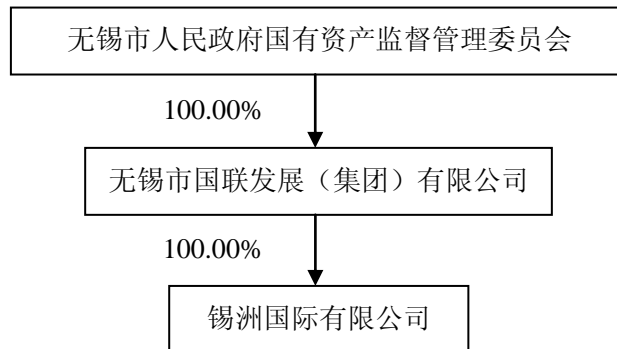 无锡市人民政府国有资产监督管理委员会
100.00%
无锡市国联发展（集团）有限公司
100.00%
锡洲国际有限公司